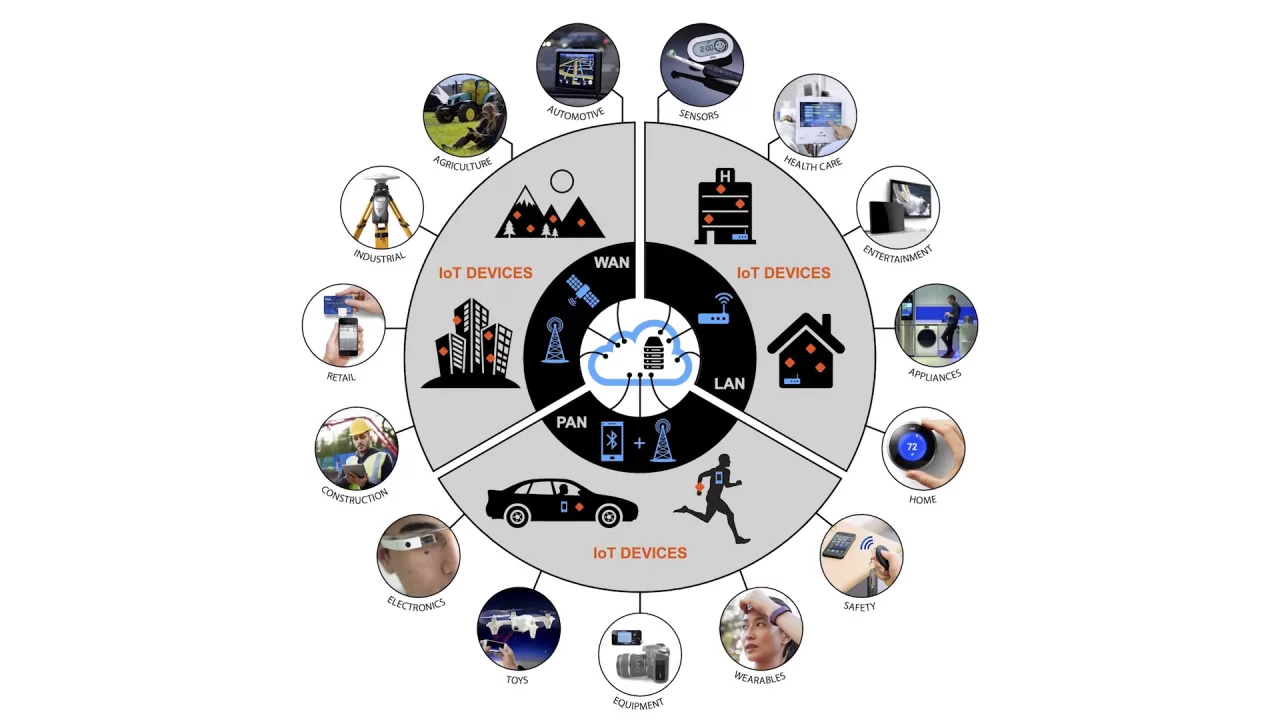 AUTOMOTIVE
SENSORS
AGRICULTURE
HEALTH CARE
H
INDUSTRIAL
ENTERTAINMENT
WAN
IoT DEVICES
IoT DEVICES
RETAIL
APPLIANCES
LAN
PAN
+
72
CONSTRUCTION
HOME
IoT DEVICES
ELECTRONICS
SAFETY
TOYS
WEARABLES
EQUIPMENT